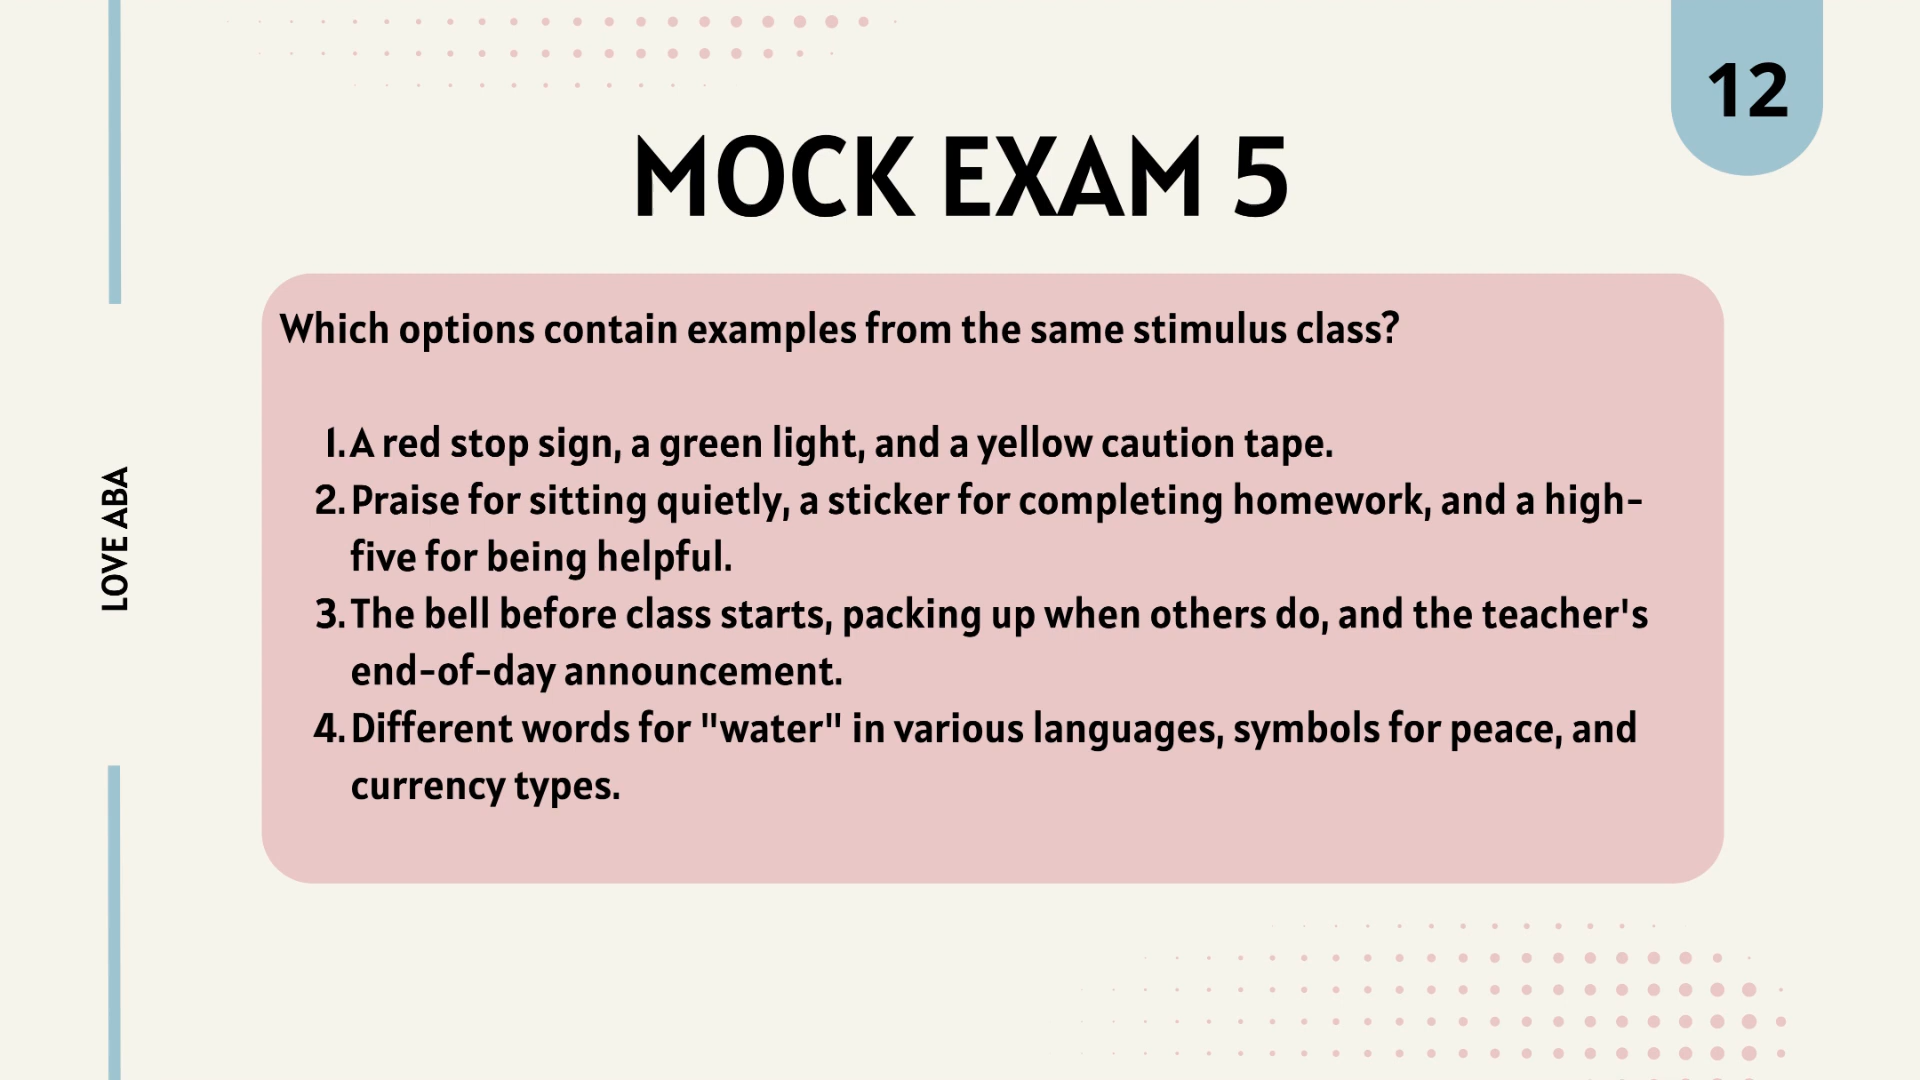 12
MOCK EXAM 5
Which options contain examples from the same stimulus class?
1. A red stop sign, a green light, and a yellow caution tape.
2. Praise for sitting quietly, a sticker for completing homework, and a high-
five for being helpful.
3. The bell before class starts, packing up when others do, and the teacher's
end-of-day announcement.
4. Different words for "water" in various languages, symbols for peace, and
currency types.
LOVE ABA